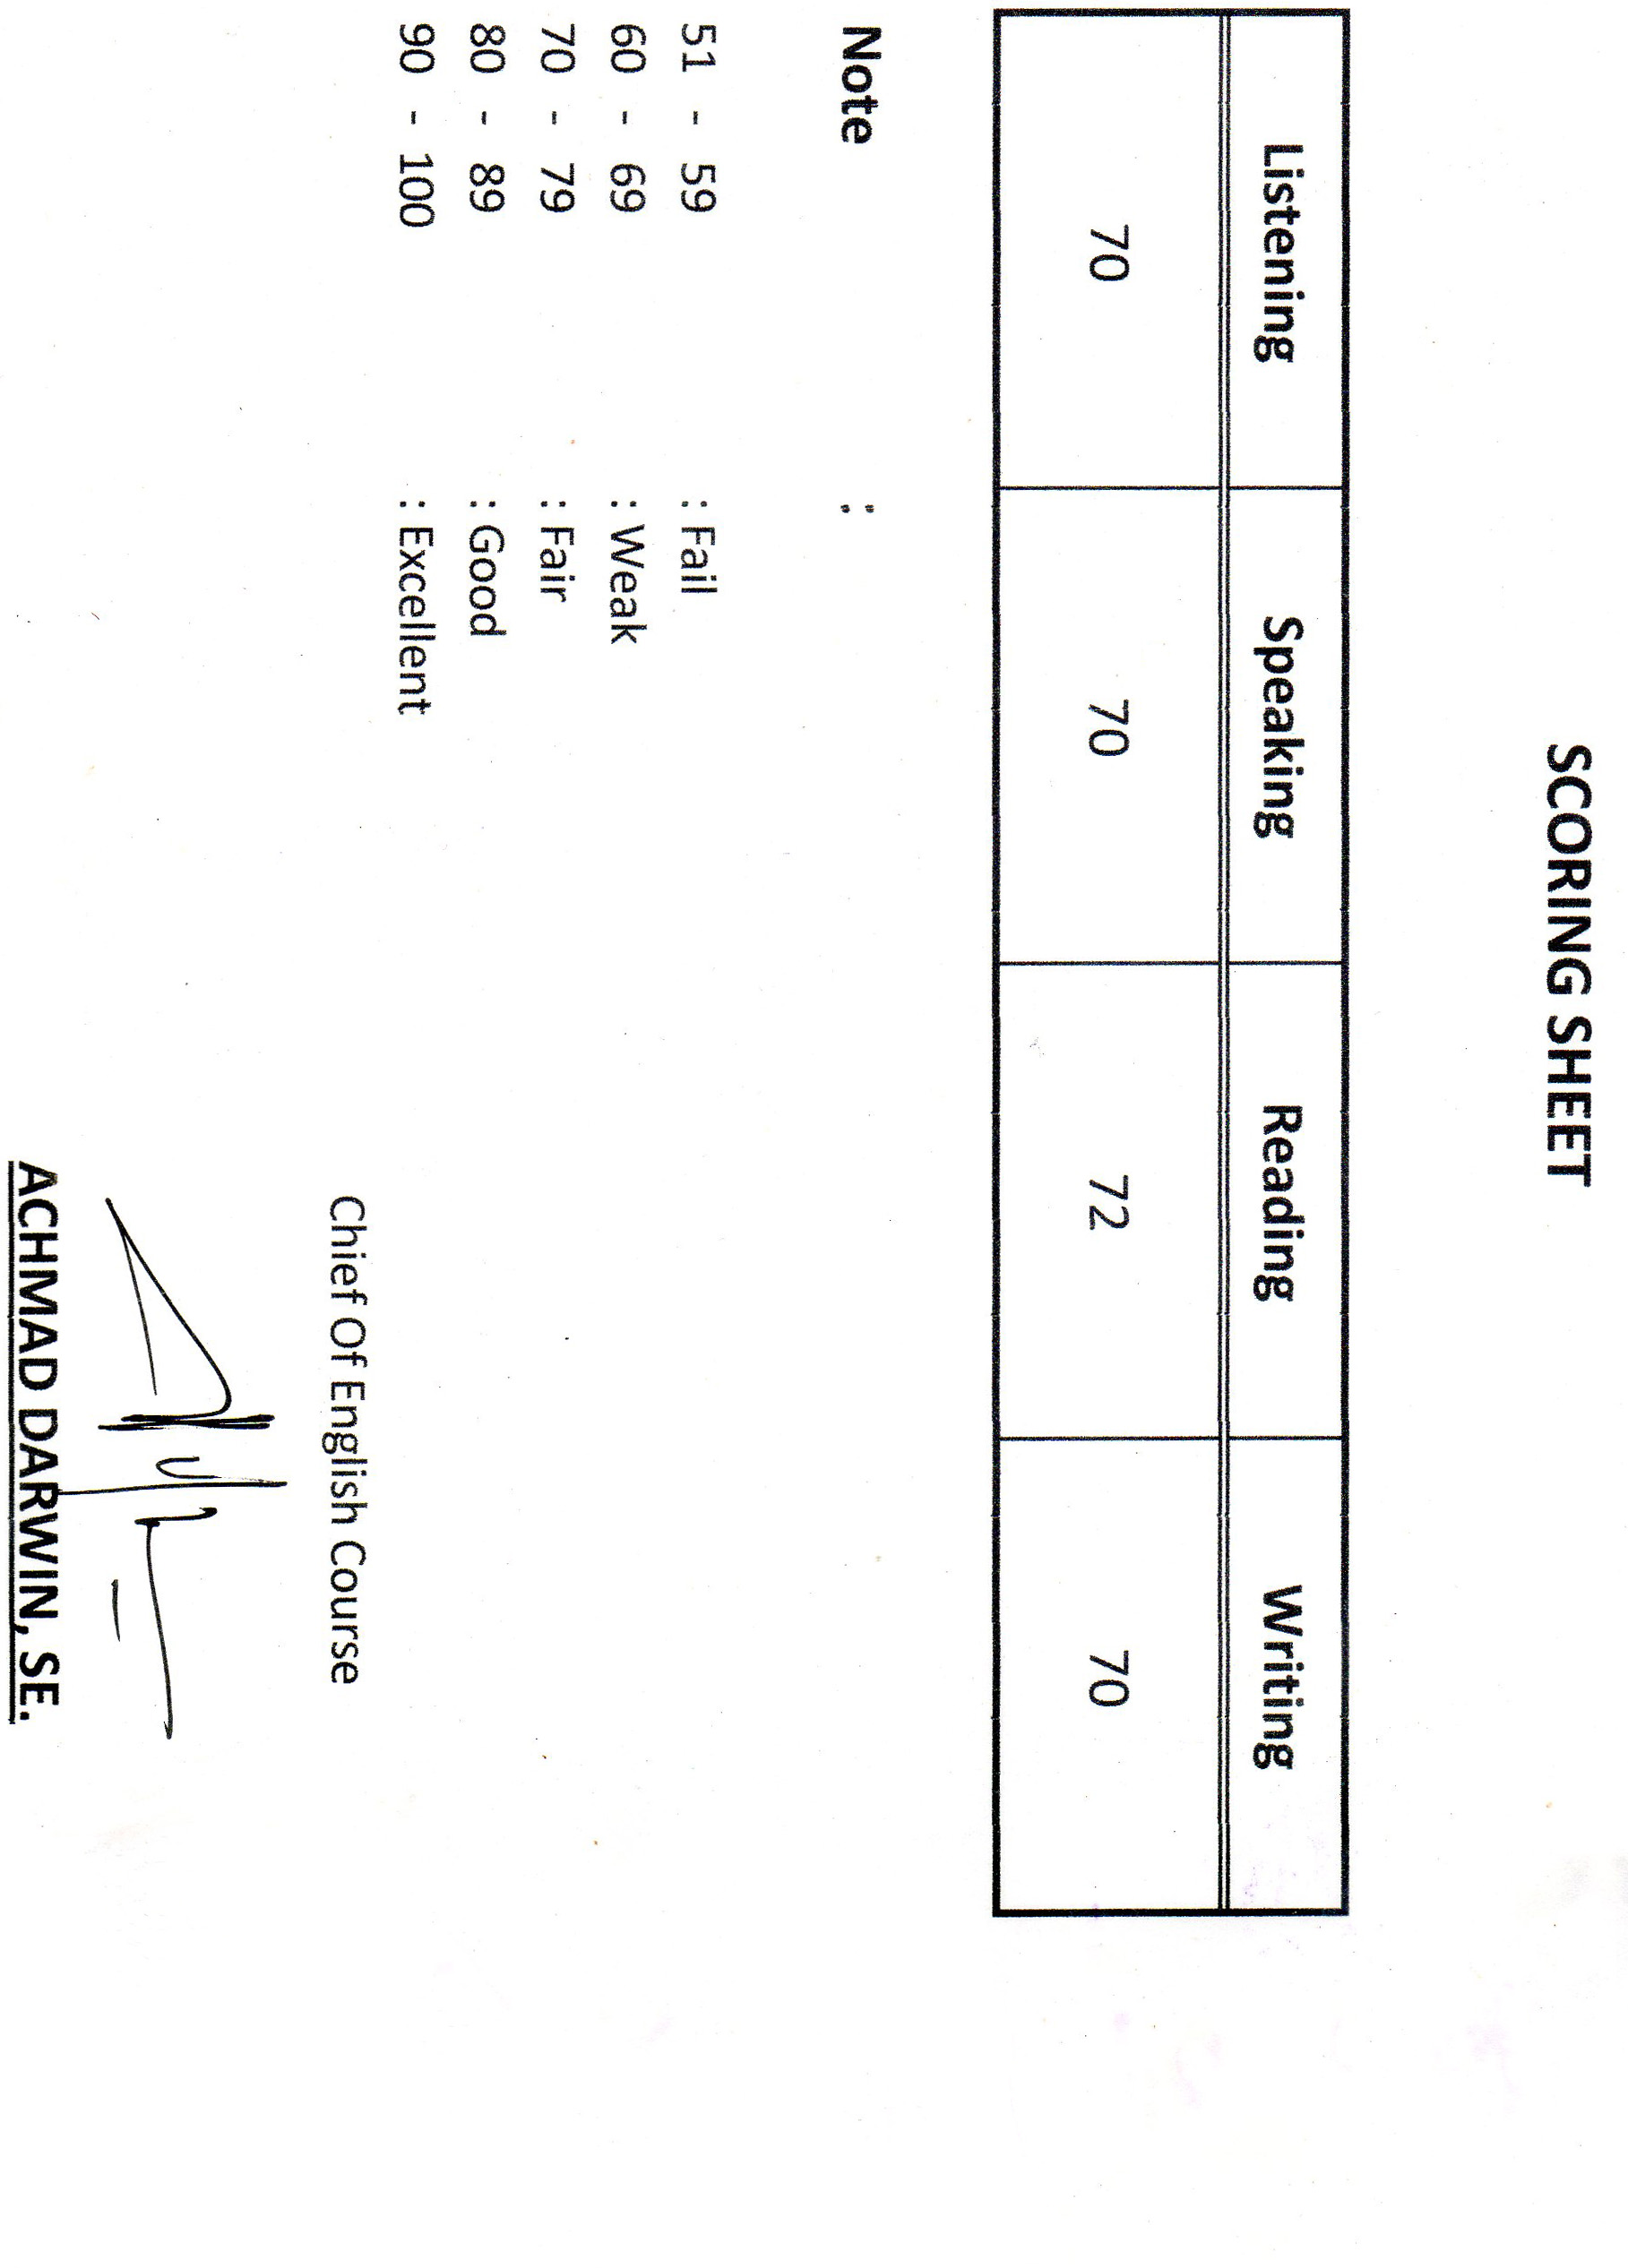 SCORING SHEET
Listening Speaking Reading Writing
70 70 72 70
Note :
51 - 59 : Fail
60 - 69 : Weak
70 - 79 : Fair
80 - 89 : Good
90 - 100 : Excellent
Chief Of English Course
ACHMAD DARWIN, SE.